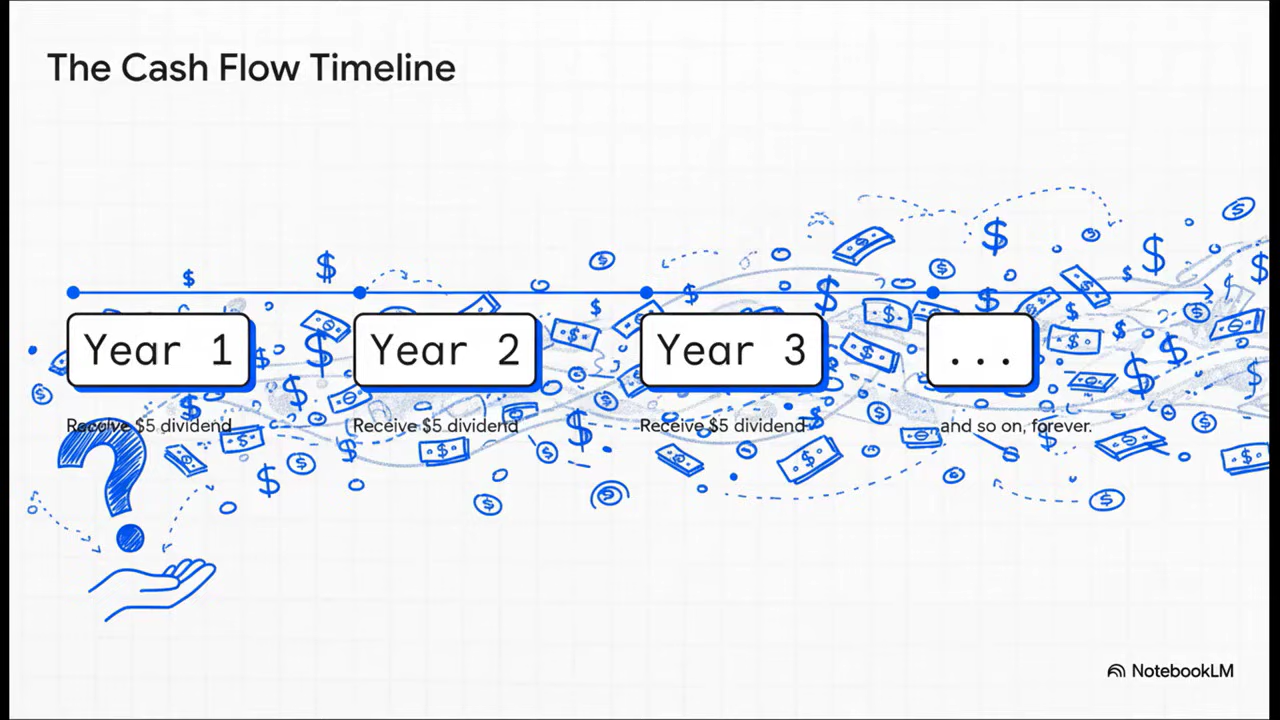 The Cash Flow Timeline
Year 1
Year 2
Year 3
...
Receive $5 dividend
Receive $5 dividend
Receive $5 dividend
and so on, forever.
NotebookLM